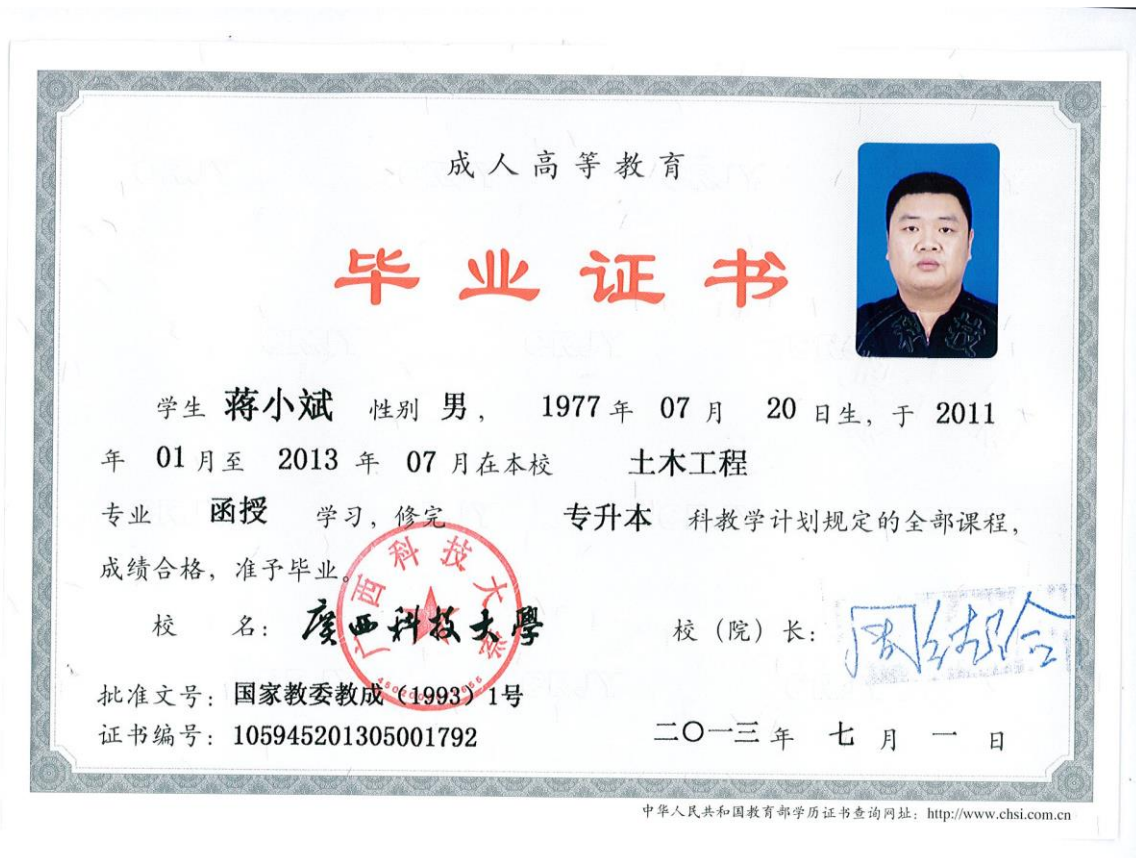 成人高等教育
毕业证书
学生 蒋小斌 性别 男， 1977 年 07 月 20 日生，于 2011
年 01 月至 2013 年 07 月在本校 土木工程
专业 函授 学习，修完 专升本 科教学计划规定的全部课程，
成绩合格，准予毕业。
校 名：廣西科技大學
广西科技大学
校（院）长：
批准文号：国家教委教成（1993）1号
证书编号：105945201305001792
二〇一三 年 七 月 一 日
中华人民共和国教育部学历证书查询网址：http://www.chsi.com.cn